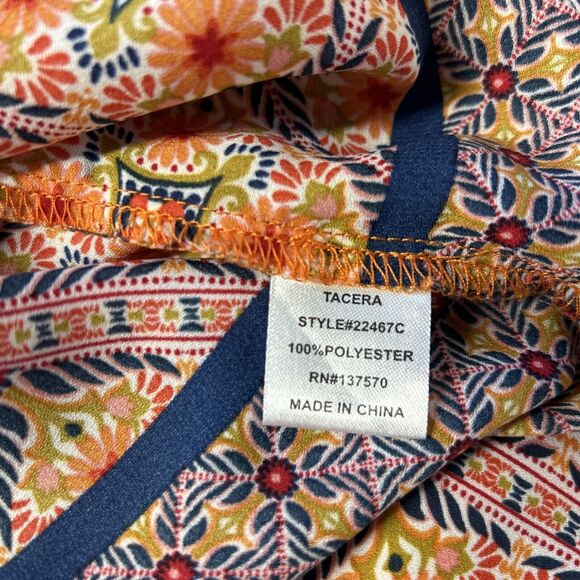 TACERA
STYLE#22467C
100%POLYESTER
RN#137570
MADE IN CHINA